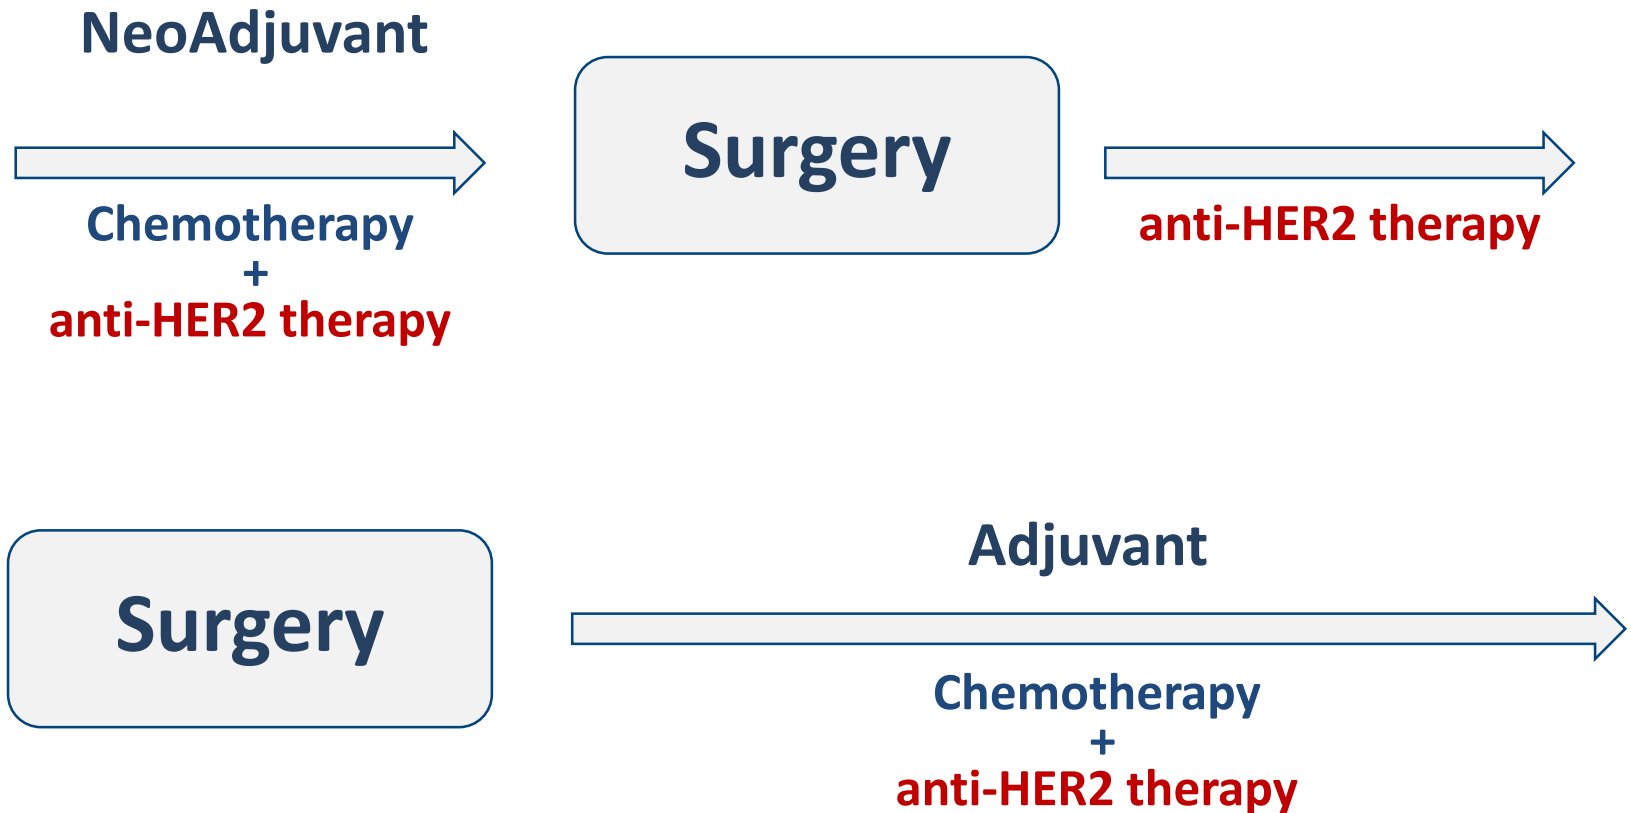 NeoAdjuvant
Surgery
Chemotherapy
+
anti-HER2 therapy
anti-HER2 therapy
Surgery
Adjuvant
Chemotherapy
+
anti-HER2 therapy